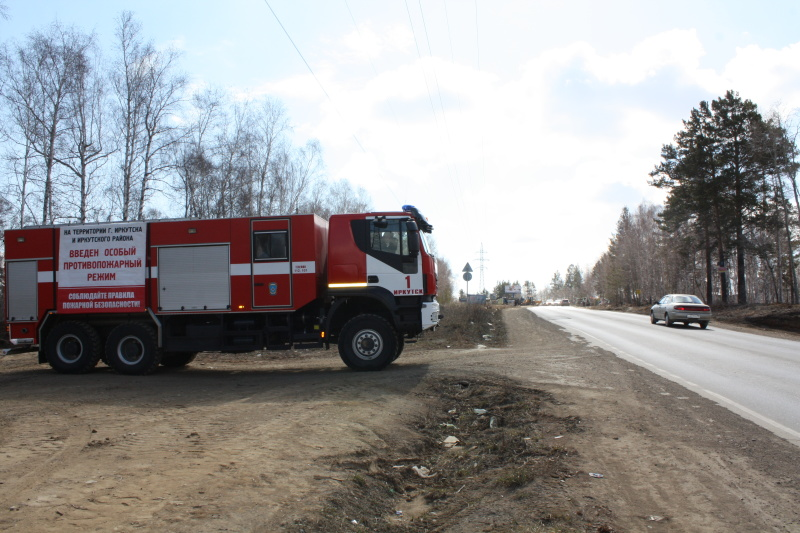 НА ТЕРРИТОРИИ Г. ИРКУТСКА
И ИРКУТСКОГО РАЙОНА
ВВЕДЕН ОСОБЫЙ
ПРОТИВОПОЖАРНЫЙ
РЕЖИМ
СОБЛЮДАЙТЕ ПРАВИЛА
ПОЖАРНОЙ БЕЗОПАСНОСТИ!
1
ИРКУТСК